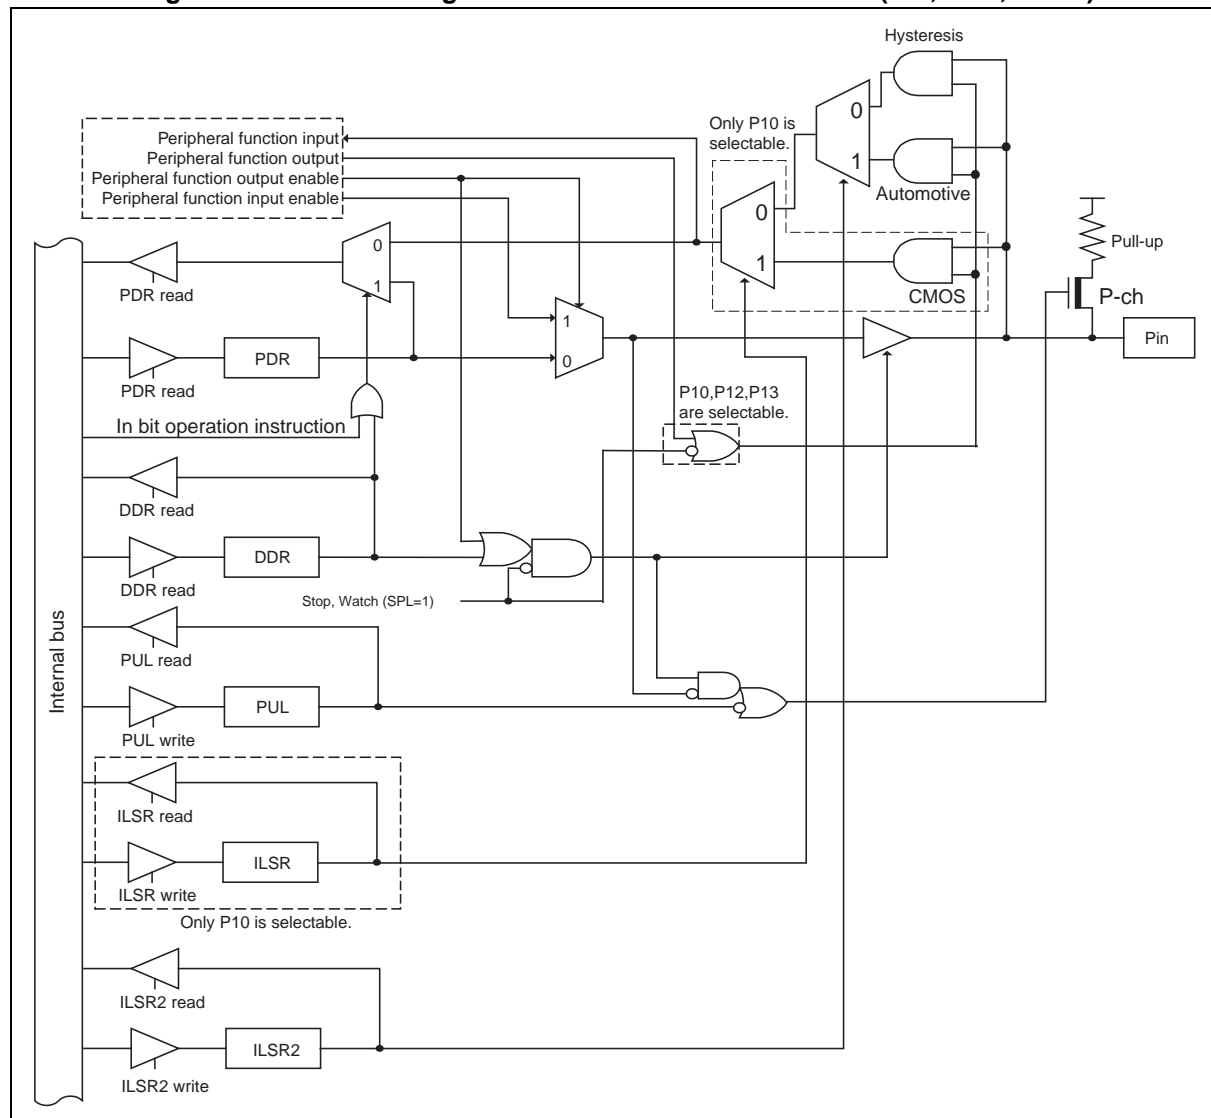 Hysteresis
0
Only P10 is
selectable.
1
Automotive
Peripheral function input
Peripheral function output
Peripheral function output enable
Peripheral function input enable
0
1
CMOS
Pull-up
P-ch
Pin
0
1
PDR read
1
0
PDR
PDR read
P10,P12,P13
are selectable.
In bit operation instruction
DDR read
DDR
DDR read
Stop, Watch (SPL=1)
Internal bus
PUL read
PUL
PUL write
ILSR read
ILSR
ILSR write
Only P10 is selectable.
ILSR2 read
ILSR2
ILSR2 write